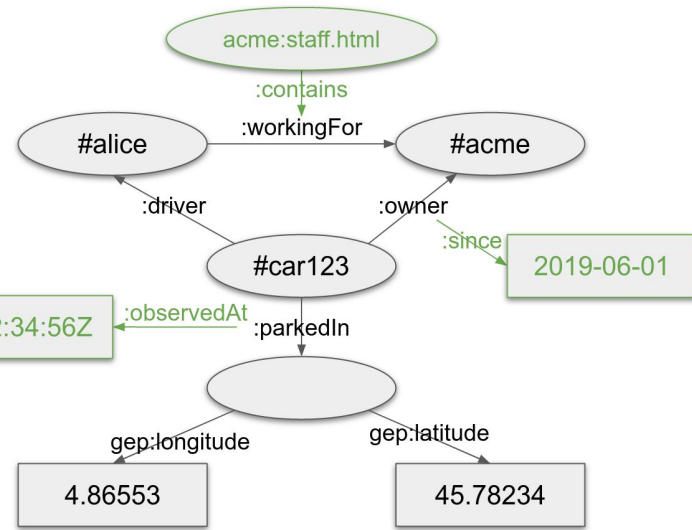 acme:staff.html
:contains
:workingFor
#alice
#acme
:driver
:owner
:since
#car123
2019-06-01
:observedAt
:34:56Z
:parkedIn
gep:longitude
gep:latitude
4.86553
45.78234